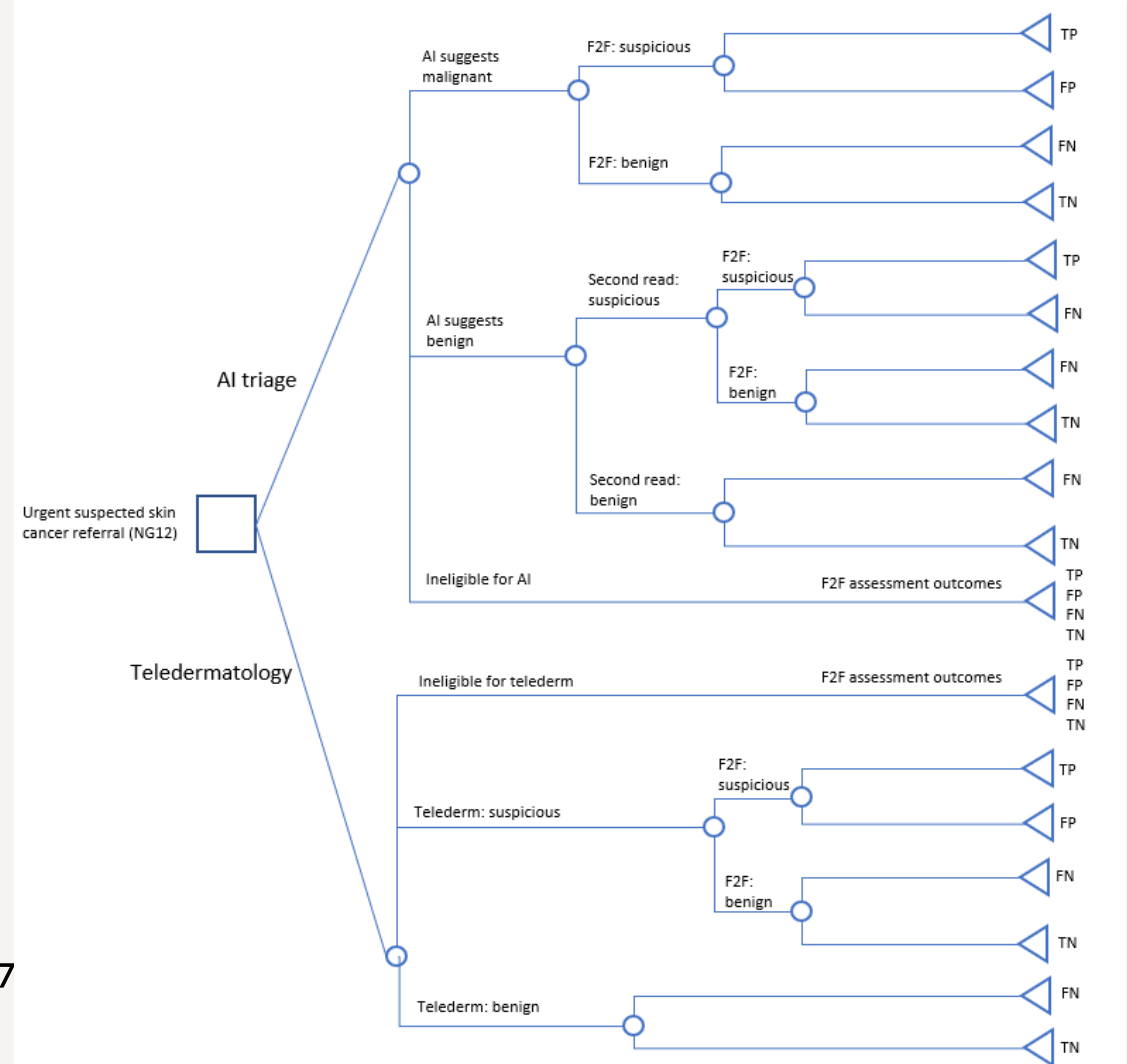 F2F: suspicious
TP
AI suggests
malignant
FP
F2F: benign
FN
TN
F2F:
suspicious
TP
Second read:
suspicious
FN
AI suggests
benign
F2F:
benign
FN
TN
AI triage
Second read:
benign
FN
Urgent suspected skin
cancer referral (NG12)
TN
Ineligible for AI
F2F assessment outcomes
TP
FP
FN
TN
Teledermatology
Ineligible for telederm
F2F assessment outcomes
TP
FP
FN
TN
F2F:
suspicious
TP
Telederm: suspicious
FP
F2F:
benign
FN
TN
7
Telederm: benign
FN
TN